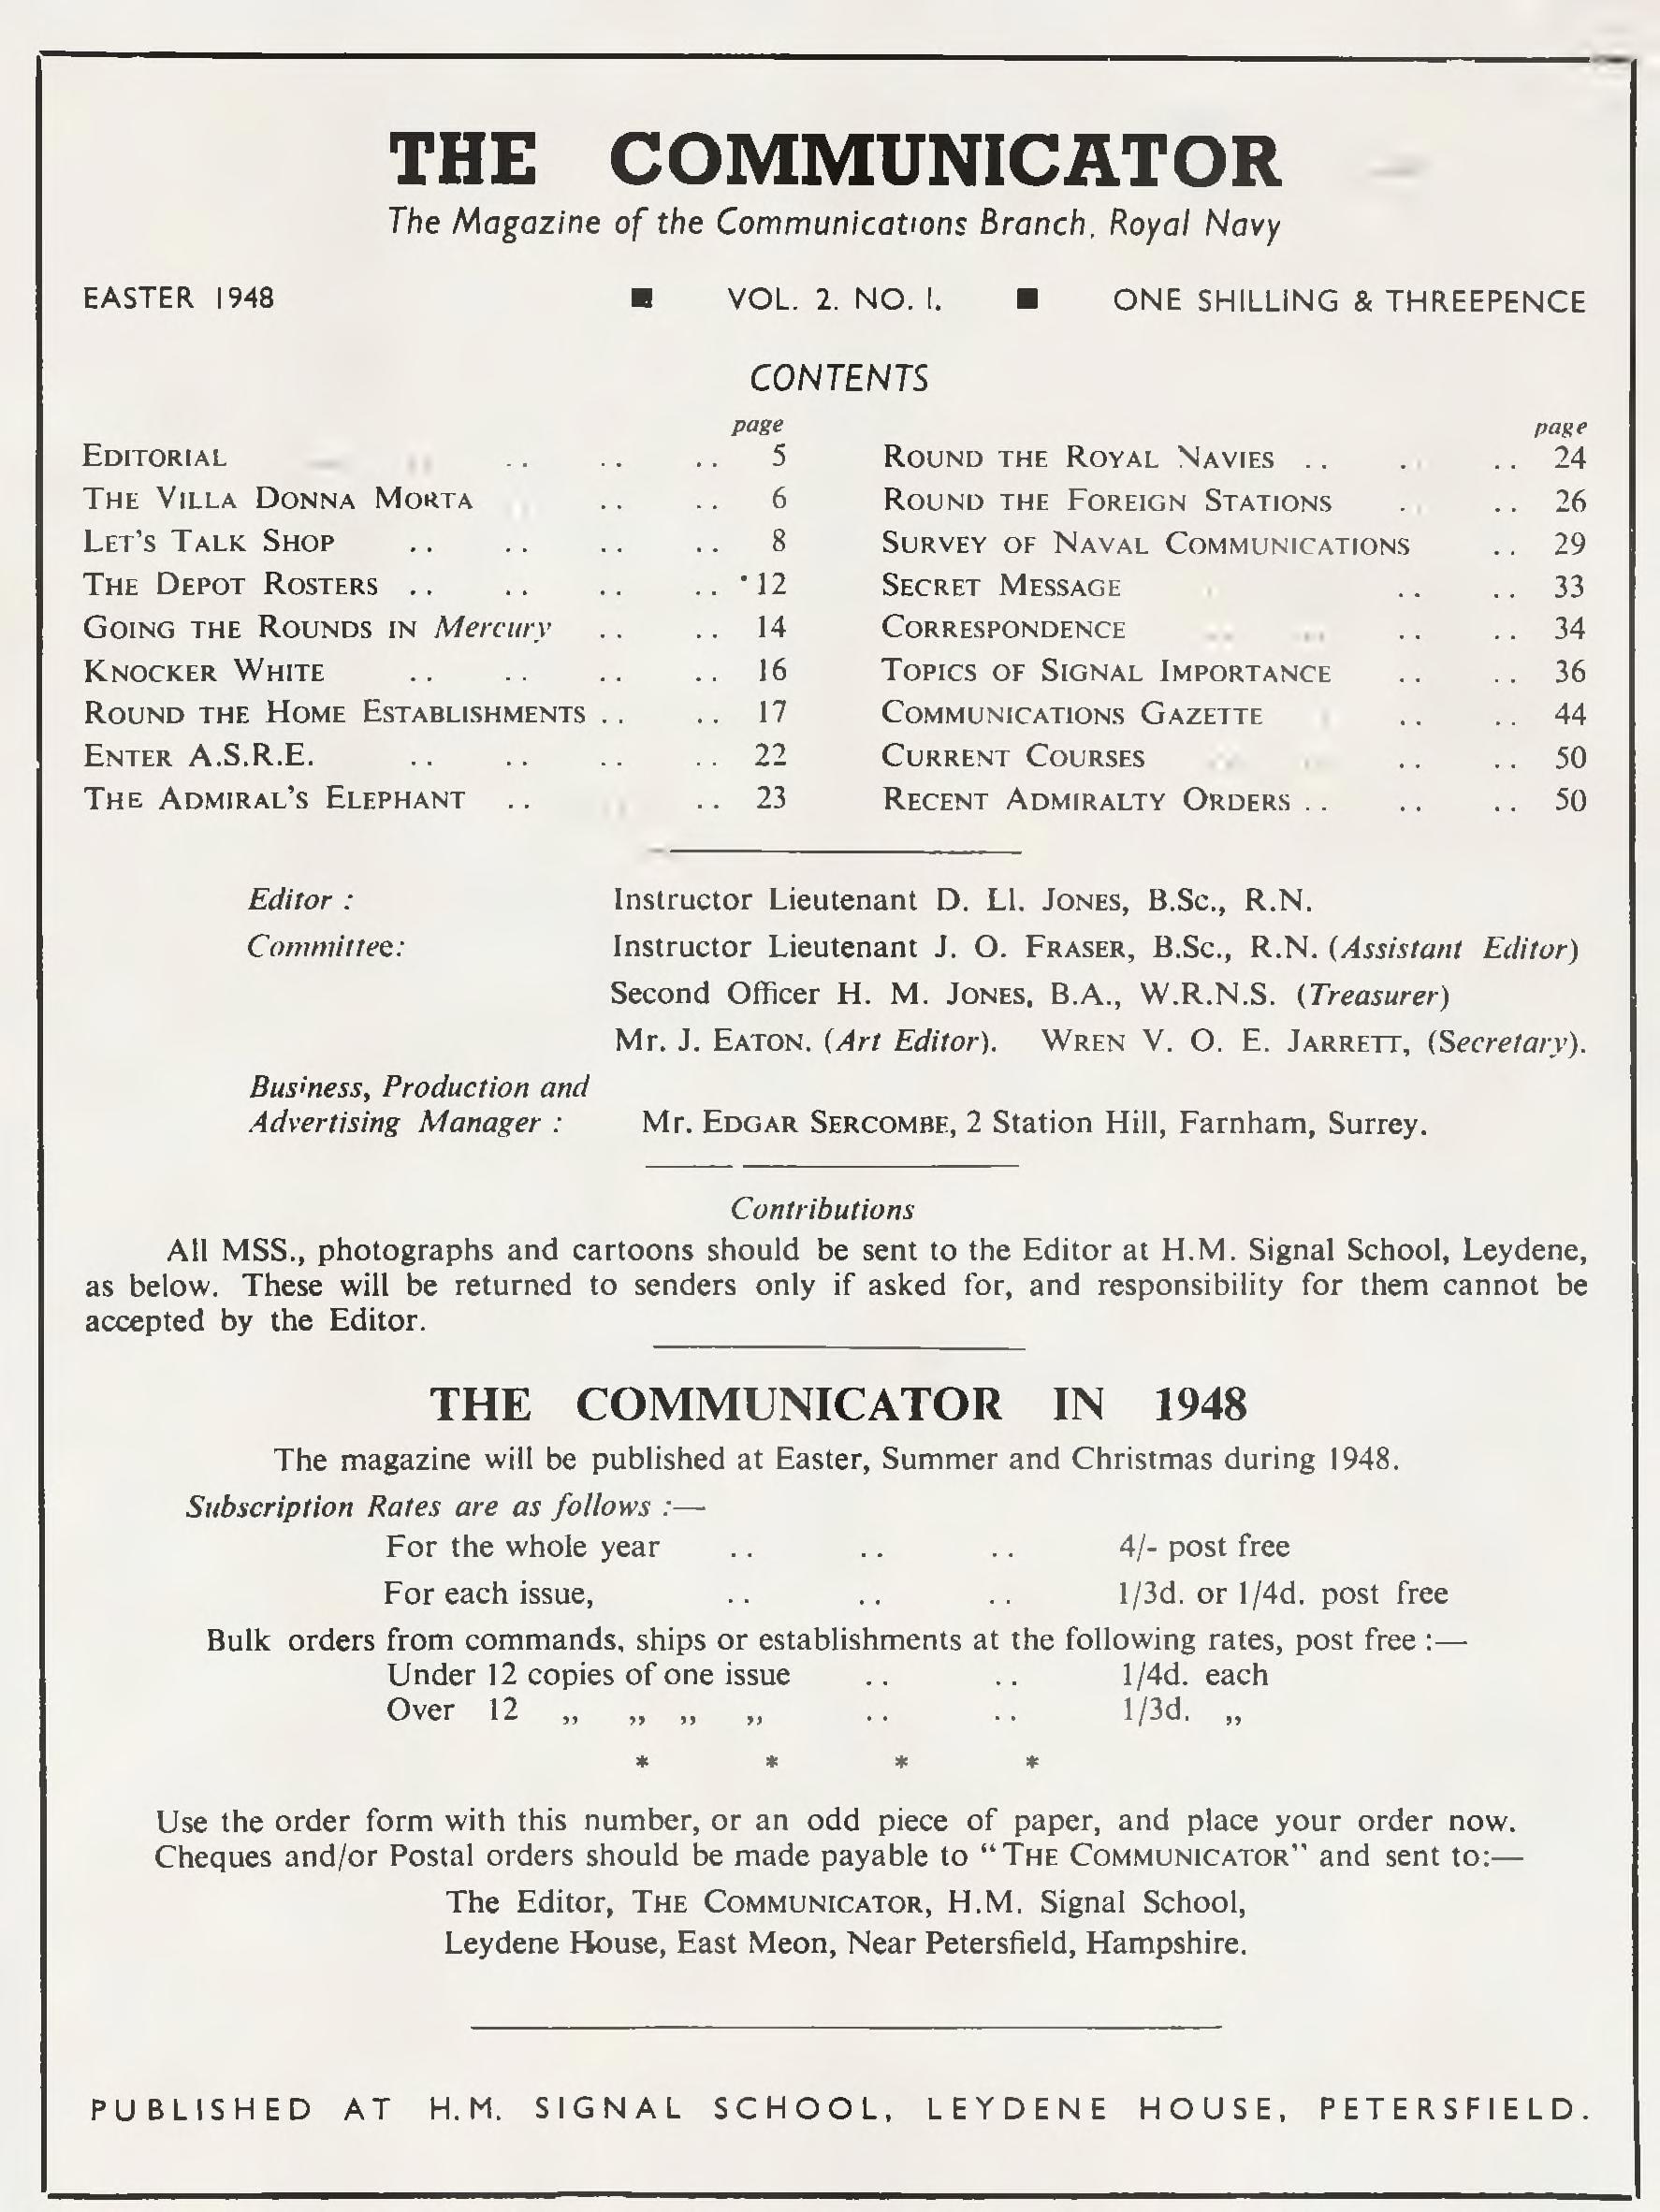 THE COMMUNICATOR
The Magazine of the Communications Branch, Royal Navy
EASTER 1948 ■ VOL. 2. NO. 1. ■ ONE SHILLING & THREEPENCE
CONTENTS
page
EDITORIAL .. .. .. 5
THE VILLA DONNA MORTA .. .. 6
LET'S TALK SHOP .. .. .. .. 8
THE DEPOT ROSTERS .. .. .. .. 12
GOING THE ROUNDS IN Mercury .. .. 14
KNOCKER WHITE .. .. .. .. 16
ROUND THE HOME ESTABLISHMENTS .. .. 17
ENTER A.S.R.E. .. .. .. .. 22
THE ADMIRAL'S ELEPHANT .. .. 23
page
ROUND THE ROYAL NAVIES .. .. .. 24
ROUND THE FOREIGN STATIONS .. .. 26
SURVEY OF NAVAL COMMUNICATIONS .. 29
SECRET MESSAGE .. .. 33
CORRESPONDENCE .. .. .. .. 34
TOPICS OF SIGNAL IMPORTANCE .. .. 36
COMMUNICATIONS GAZETTE .. .. 44
CURRENT COURSES .. .. .. .. 50
RECENT ADMIRALTY ORDERS .. .. .. 50
Editor : Instructor Lieutenant D. Ll. JONES, B.Sc., R.N.
Committee: Instructor Lieutenant J. O. FRASER, B.Sc., R.N. (Assistant Editor)
Second Officer H. M. JONES, B.A., W.R.N.S. (Treasurer)
Mr. J. EATON. (Art Editor). WREN V. O. E. JARRETT, (Secretary).
Business, Production and
Advertising Manager : Mr. EDGAR SERCOMBE, 2 Station Hill, Farnham, Surrey.
Contributions
All MSS., photographs and cartoons should be sent to the Editor at H.M. Signal School, Leydene,
as below. These will be returned to senders only if asked for, and responsibility for them cannot be
accepted by the Editor.
THE COMMUNICATOR IN 1948
The magazine will be published at Easter, Summer and Christmas during 1948.
Subscription Rates are as follows :—
For the whole year .. .. .. 4/- post free
For each issue, .. .. .. 1/3d. or 1/4d. post free
Bulk orders from commands, ships or establishments at the following rates, post free :—
Under 12 copies of one issue .. .. 1/4d. each
Over 12 „ „ „ „ .. .. 1/3d. „
* * * *
Use the order form with this number, or an odd piece of paper, and place your order now.
Cheques and/or Postal orders should be made payable to "THE COMMUNICATOR" and sent to:—
The Editor, THE COMMUNICATOR, H.M. Signal School,
Leydene House, East Meon, Near Petersfield, Hampshire.
PUBLISHED AT H.M. SIGNAL SCHOOL, LEYDENE HOUSE, PETERSFIELD.